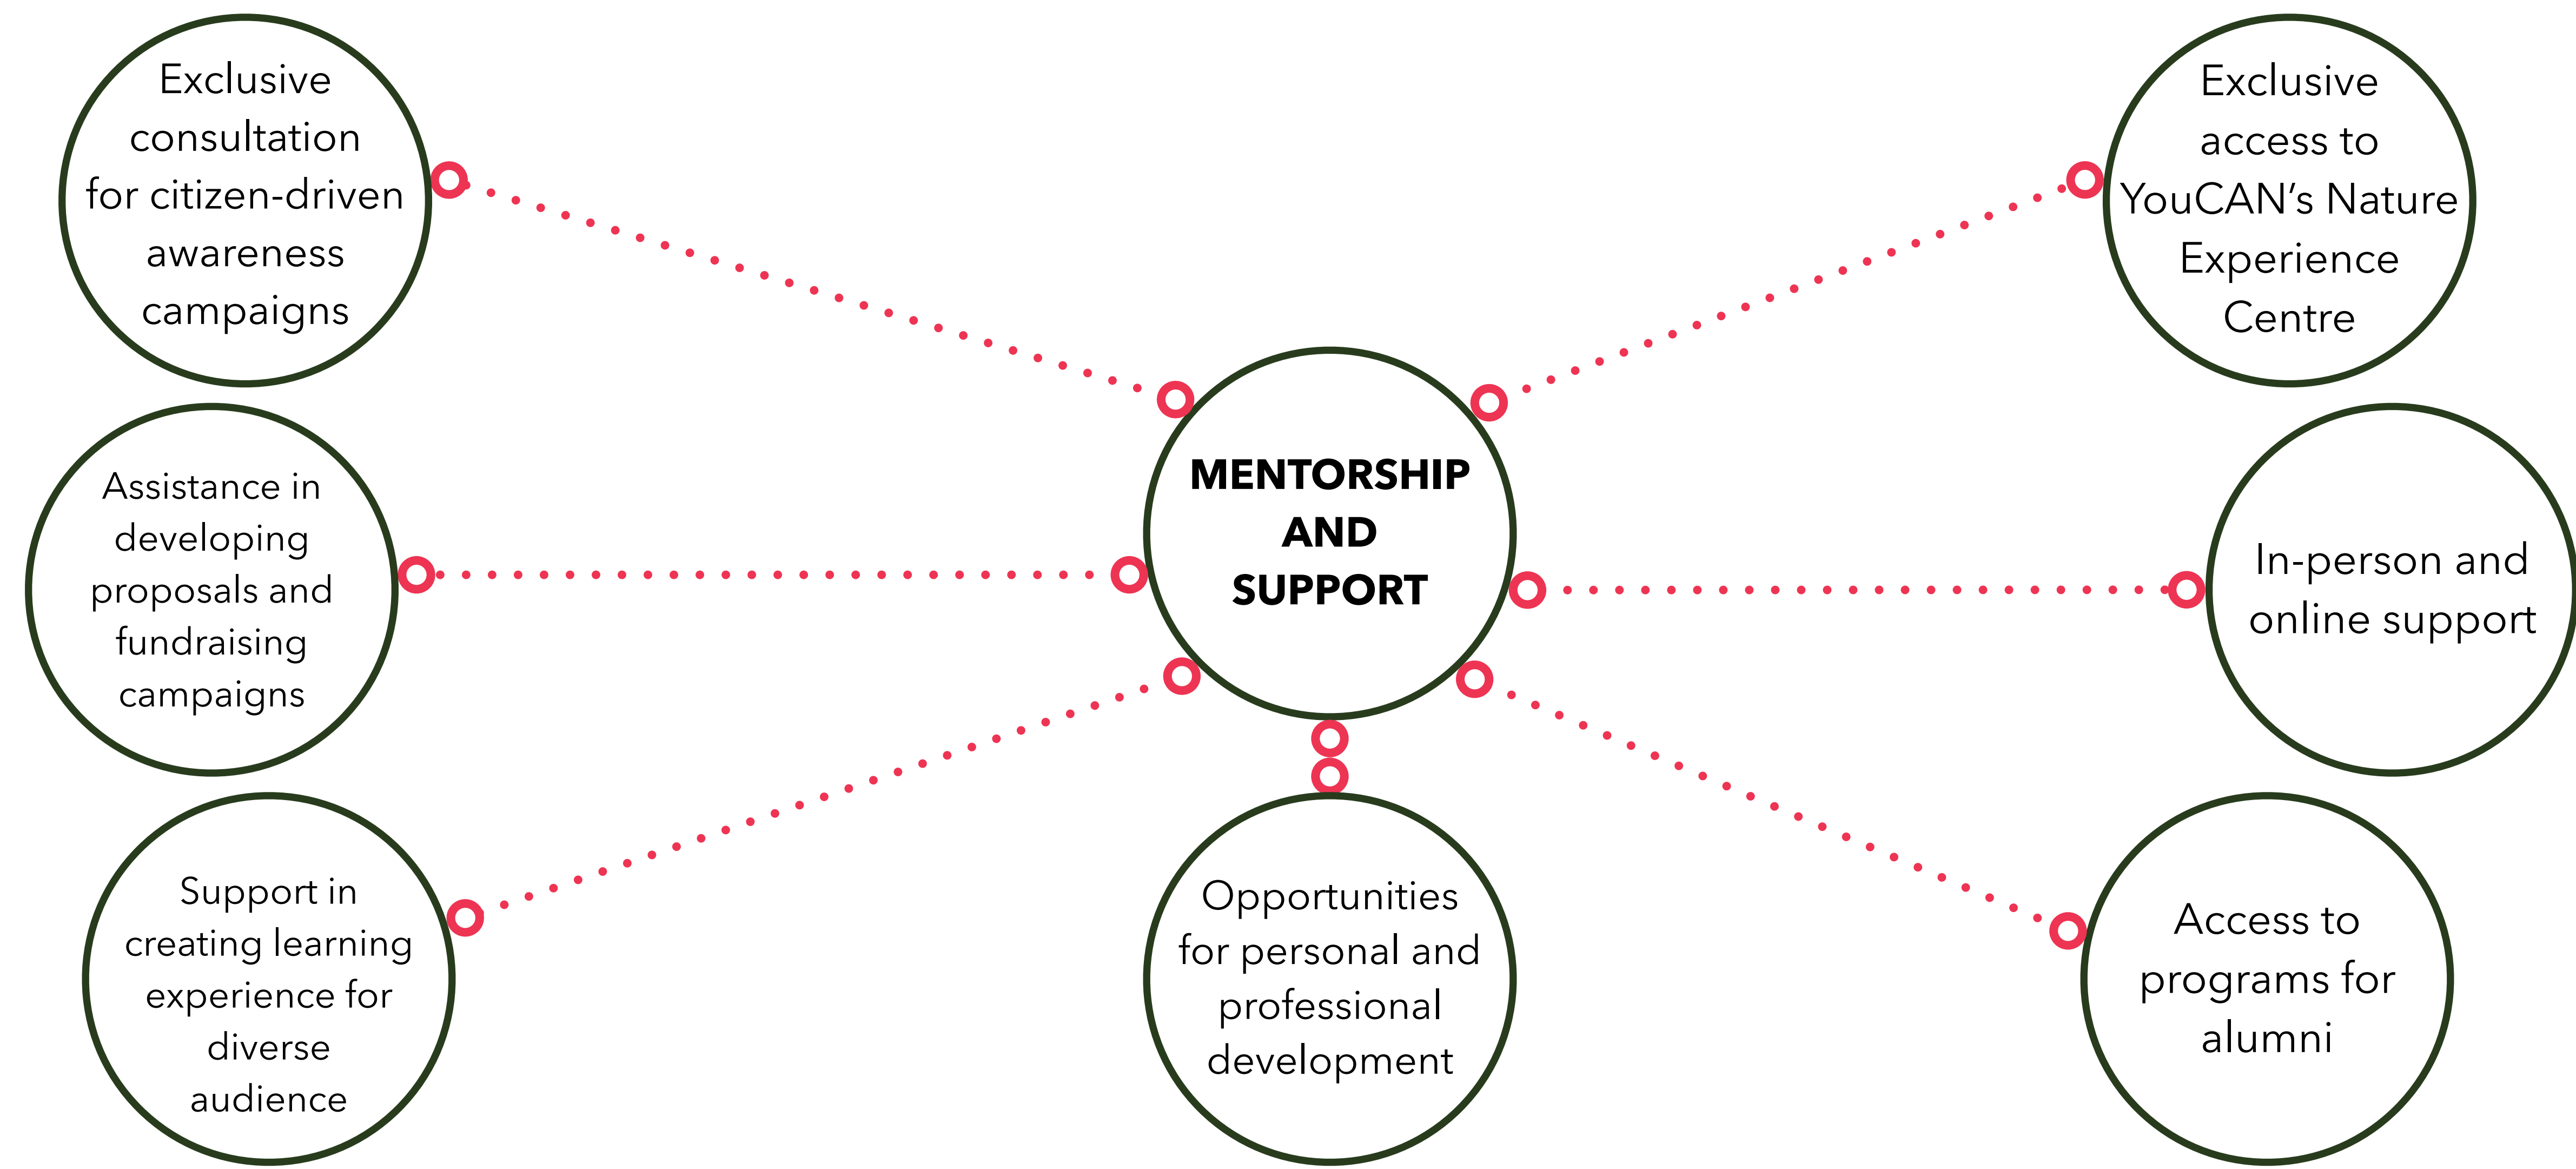 Exclusive
consultation
for citizen-driven
awareness
campaigns
Exclusive
access to
YouCAN’s Nature
Experience
Centre
MENTORSHIP
AND
SUPPORT
Assistance in
developing
proposals and
fundraising
campaigns
In-person and
online support
Support in
creating learning
experience for
diverse
audience
Opportunities
for personal and
professional
development
Access to
programs for
alumni